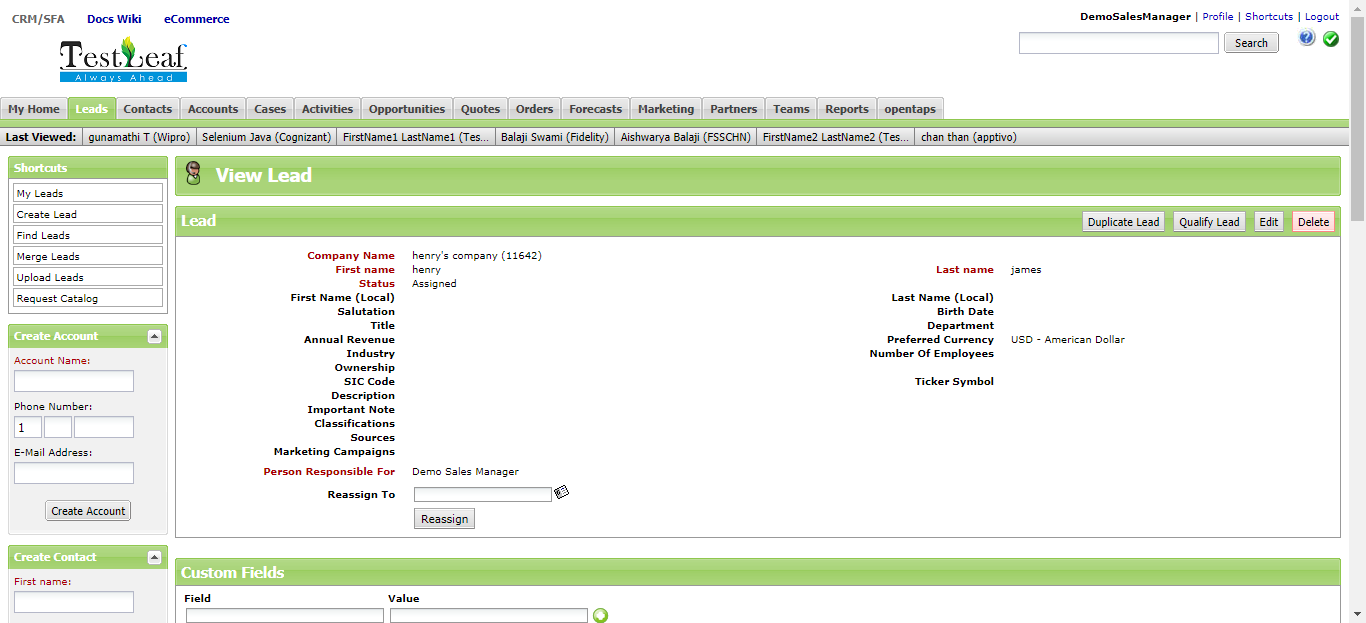 CRM/SFA Docs Wiki eCommerce
DemoSalesManager | Profile | Shortcuts | Logout
Search
TestLeaf
Always Ahead
My Home Leads Contacts Accounts Cases Activities Opportunities Quotes Orders Forecasts Marketing Partners Teams Reports opentaps
Last Viewed: gunamathi T (Wipro) Selenium Java (Cognizant) FirstName1 LastName1 (Tes... Balaji Swami (Fidelity) Aishwarya Balaji (FSSCHN) FirstName2 LastName2 (Tes... chan than (apptivo)
Shortcuts
My Leads
Create Lead
Find Leads
Merge Leads
Upload Leads
Request Catalog
Create Account
Account Name:
Phone Number:
1
E-Mail Address:
Create Account
Create Contact
First name:
View Lead
Lead Duplicate Lead Qualify Lead Edit Delete
Company Name henry's company (11642)
First name henry Last name james
Status Assigned
First Name (Local) Last Name (Local)
Salutation Birth Date
Title Department
Annual Revenue Preferred Currency USD - American Dollar
Industry Number Of Employees
Ownership
SIC Code Ticker Symbol
Description
Important Note
Classifications
Sources
Marketing Campaigns
Person Responsible For Demo Sales Manager
Reassign To
Reassign
Custom Fields
Field Value